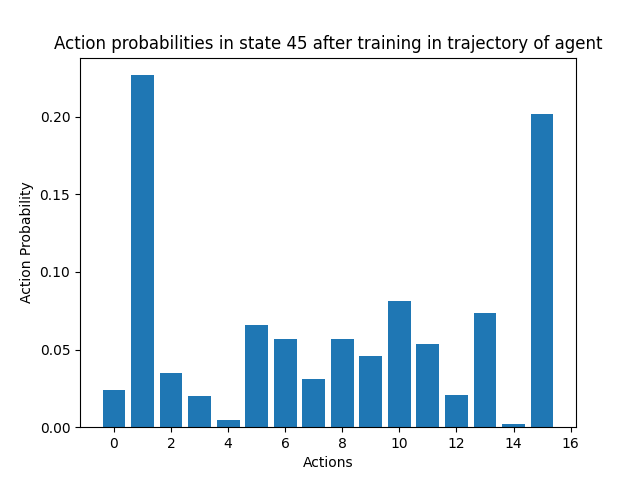 Action probabilities in state 45 after training in trajectory of agent
0.20
0.15
0.10
0.05
0.00
Action Probability
0 2 4 6 8 10 12 14 16
Actions